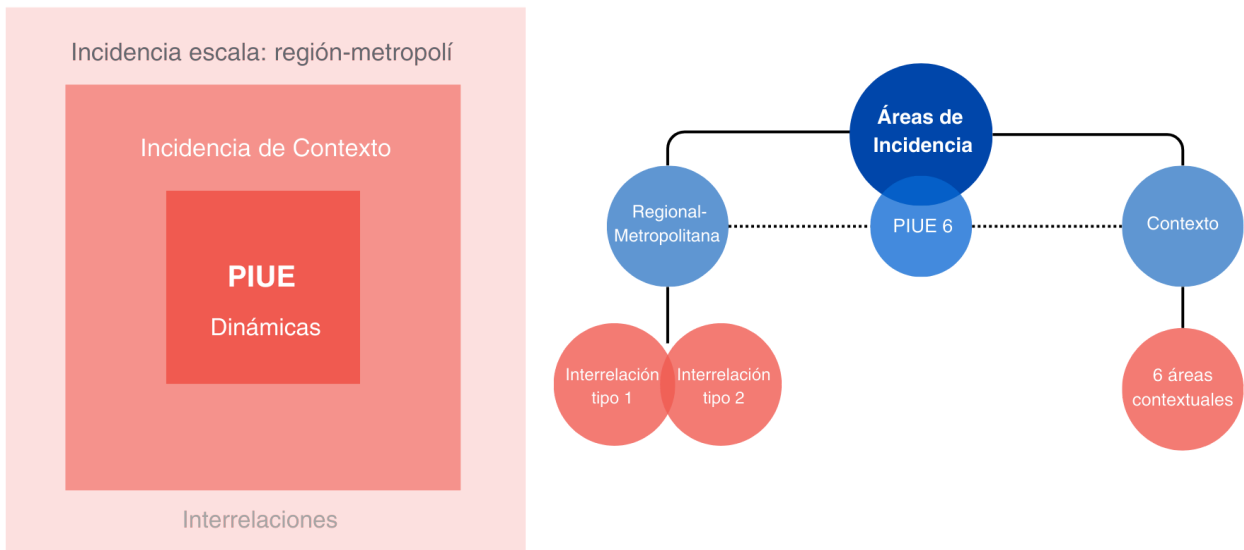 Incidencia escala: región-metropolí
Incidencia de Contexto
PIUE
Dinámicas
Interrelaciones
Áreas de
Incidencia
Regional-
Metropolitana
PIUE 6
Contexto
Interrelación
tipo 1
Interrelación
tipo 2
6 áreas
contextuales